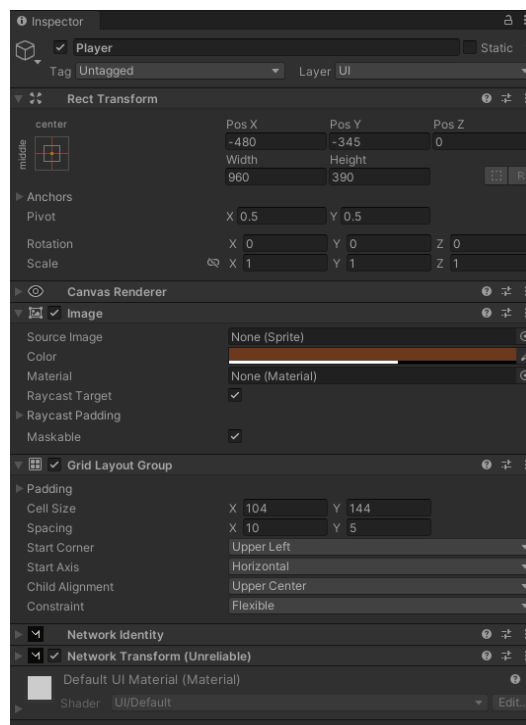 Inspector
Player Static
Tag Untagged Layer UI
Rect Transform
center Pos X Pos Y Pos Z
middle -480 -345 0
Width Height
960 390 R
Anchors
Pivot X 0.5 Y 0.5
Rotation X 0 Y 0 Z 0
Scale X 1 Y 1 Z 1
Canvas Renderer
Image
Source Image None (Sprite)
Color
Material None (Material)
Raycast Target
Raycast Padding
Maskable
Grid Layout Group
Padding
Cell Size X 104 Y 144
Spacing X 10 Y 5
Start Corner Upper Left
Start Axis Horizontal
Child Alignment Upper Center
Constraint Flexible
Network Identity
Network Transform (Unreliable)
Default UI Material (Material)
Shader UI/Default Edit..